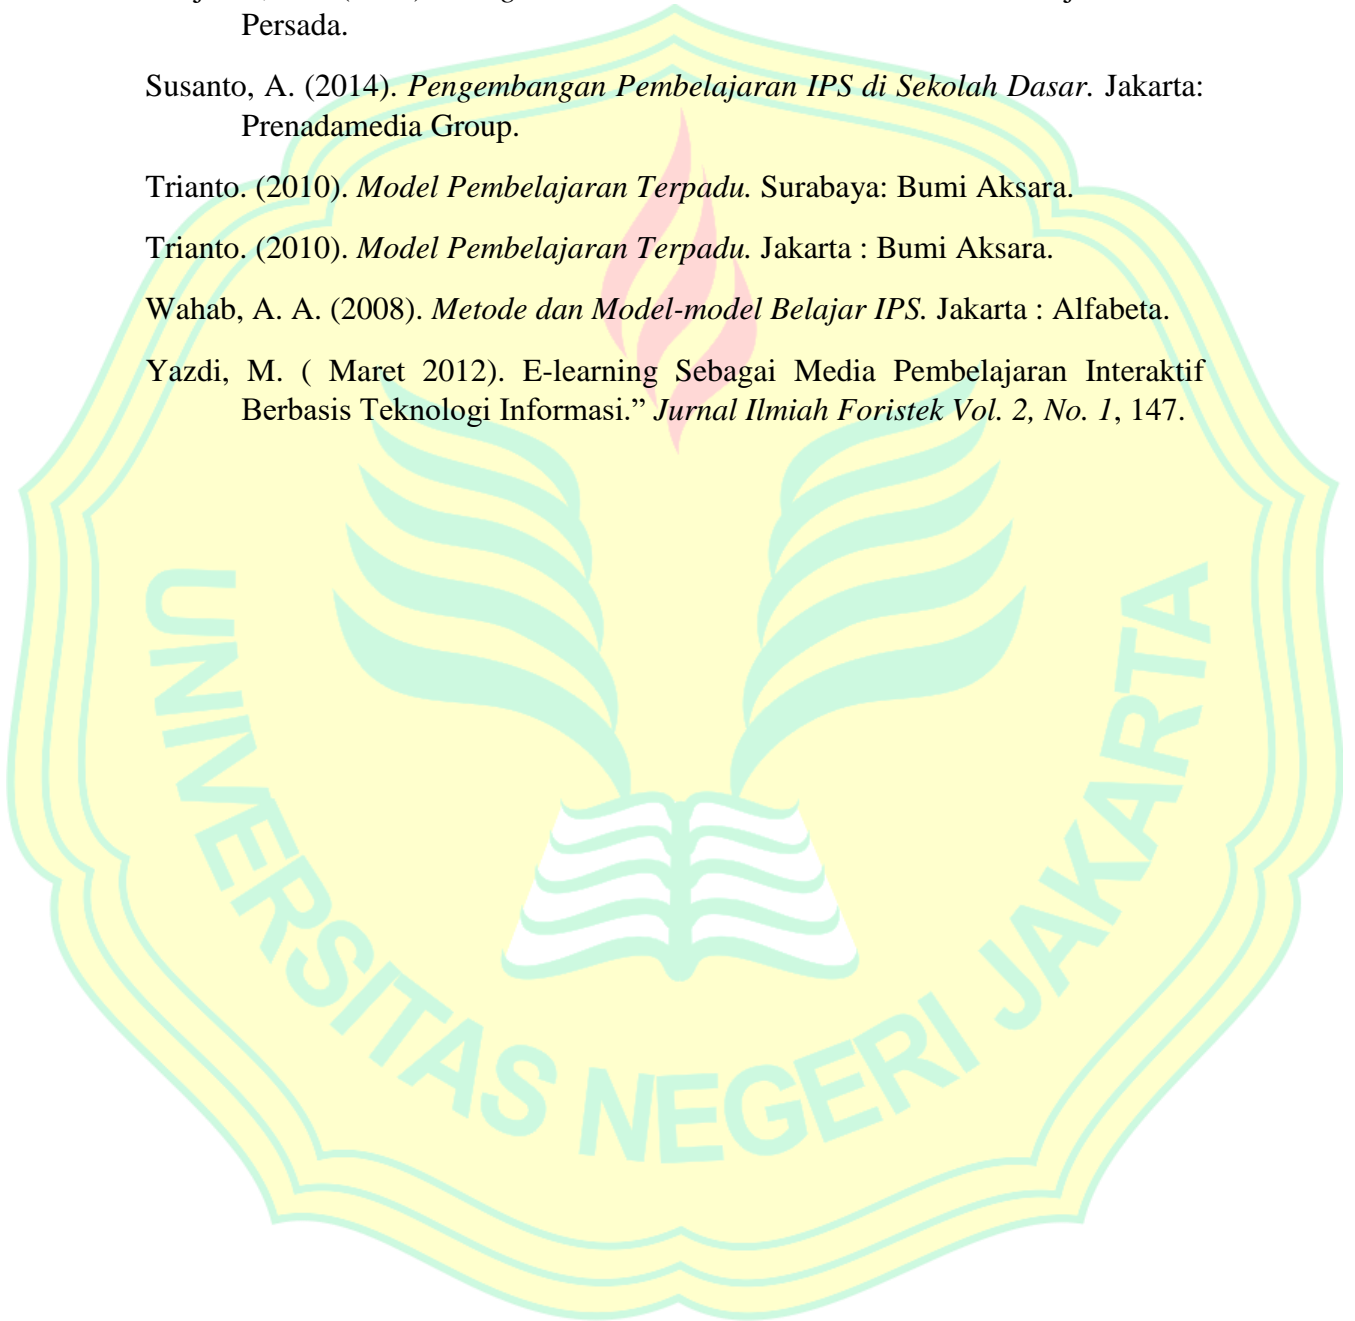 Persada.
Susanto, A. (2014). Pengembangan Pembelajaran IPS di Sekolah Dasar. Jakarta:
Prenadamedia Group.
Trianto. (2010). Model Pembelajaran Terpadu. Surabaya: Bumi Aksara.
Trianto. (2010). Model Pembelajaran Terpadu. Jakarta : Bumi Aksara.
Wahab, A. A. (2008). Metode dan Model-model Belajar IPS. Jakarta : Alfabeta.
Yazdi, M. ( Maret 2012). E-learning Sebagai Media Pembelajaran Interaktif
Berbasis Teknologi Informasi.” Jurnal Ilmiah Foristek Vol. 2, No. 1, 147.
UNIVERSITAS NEGERI JAKARTA